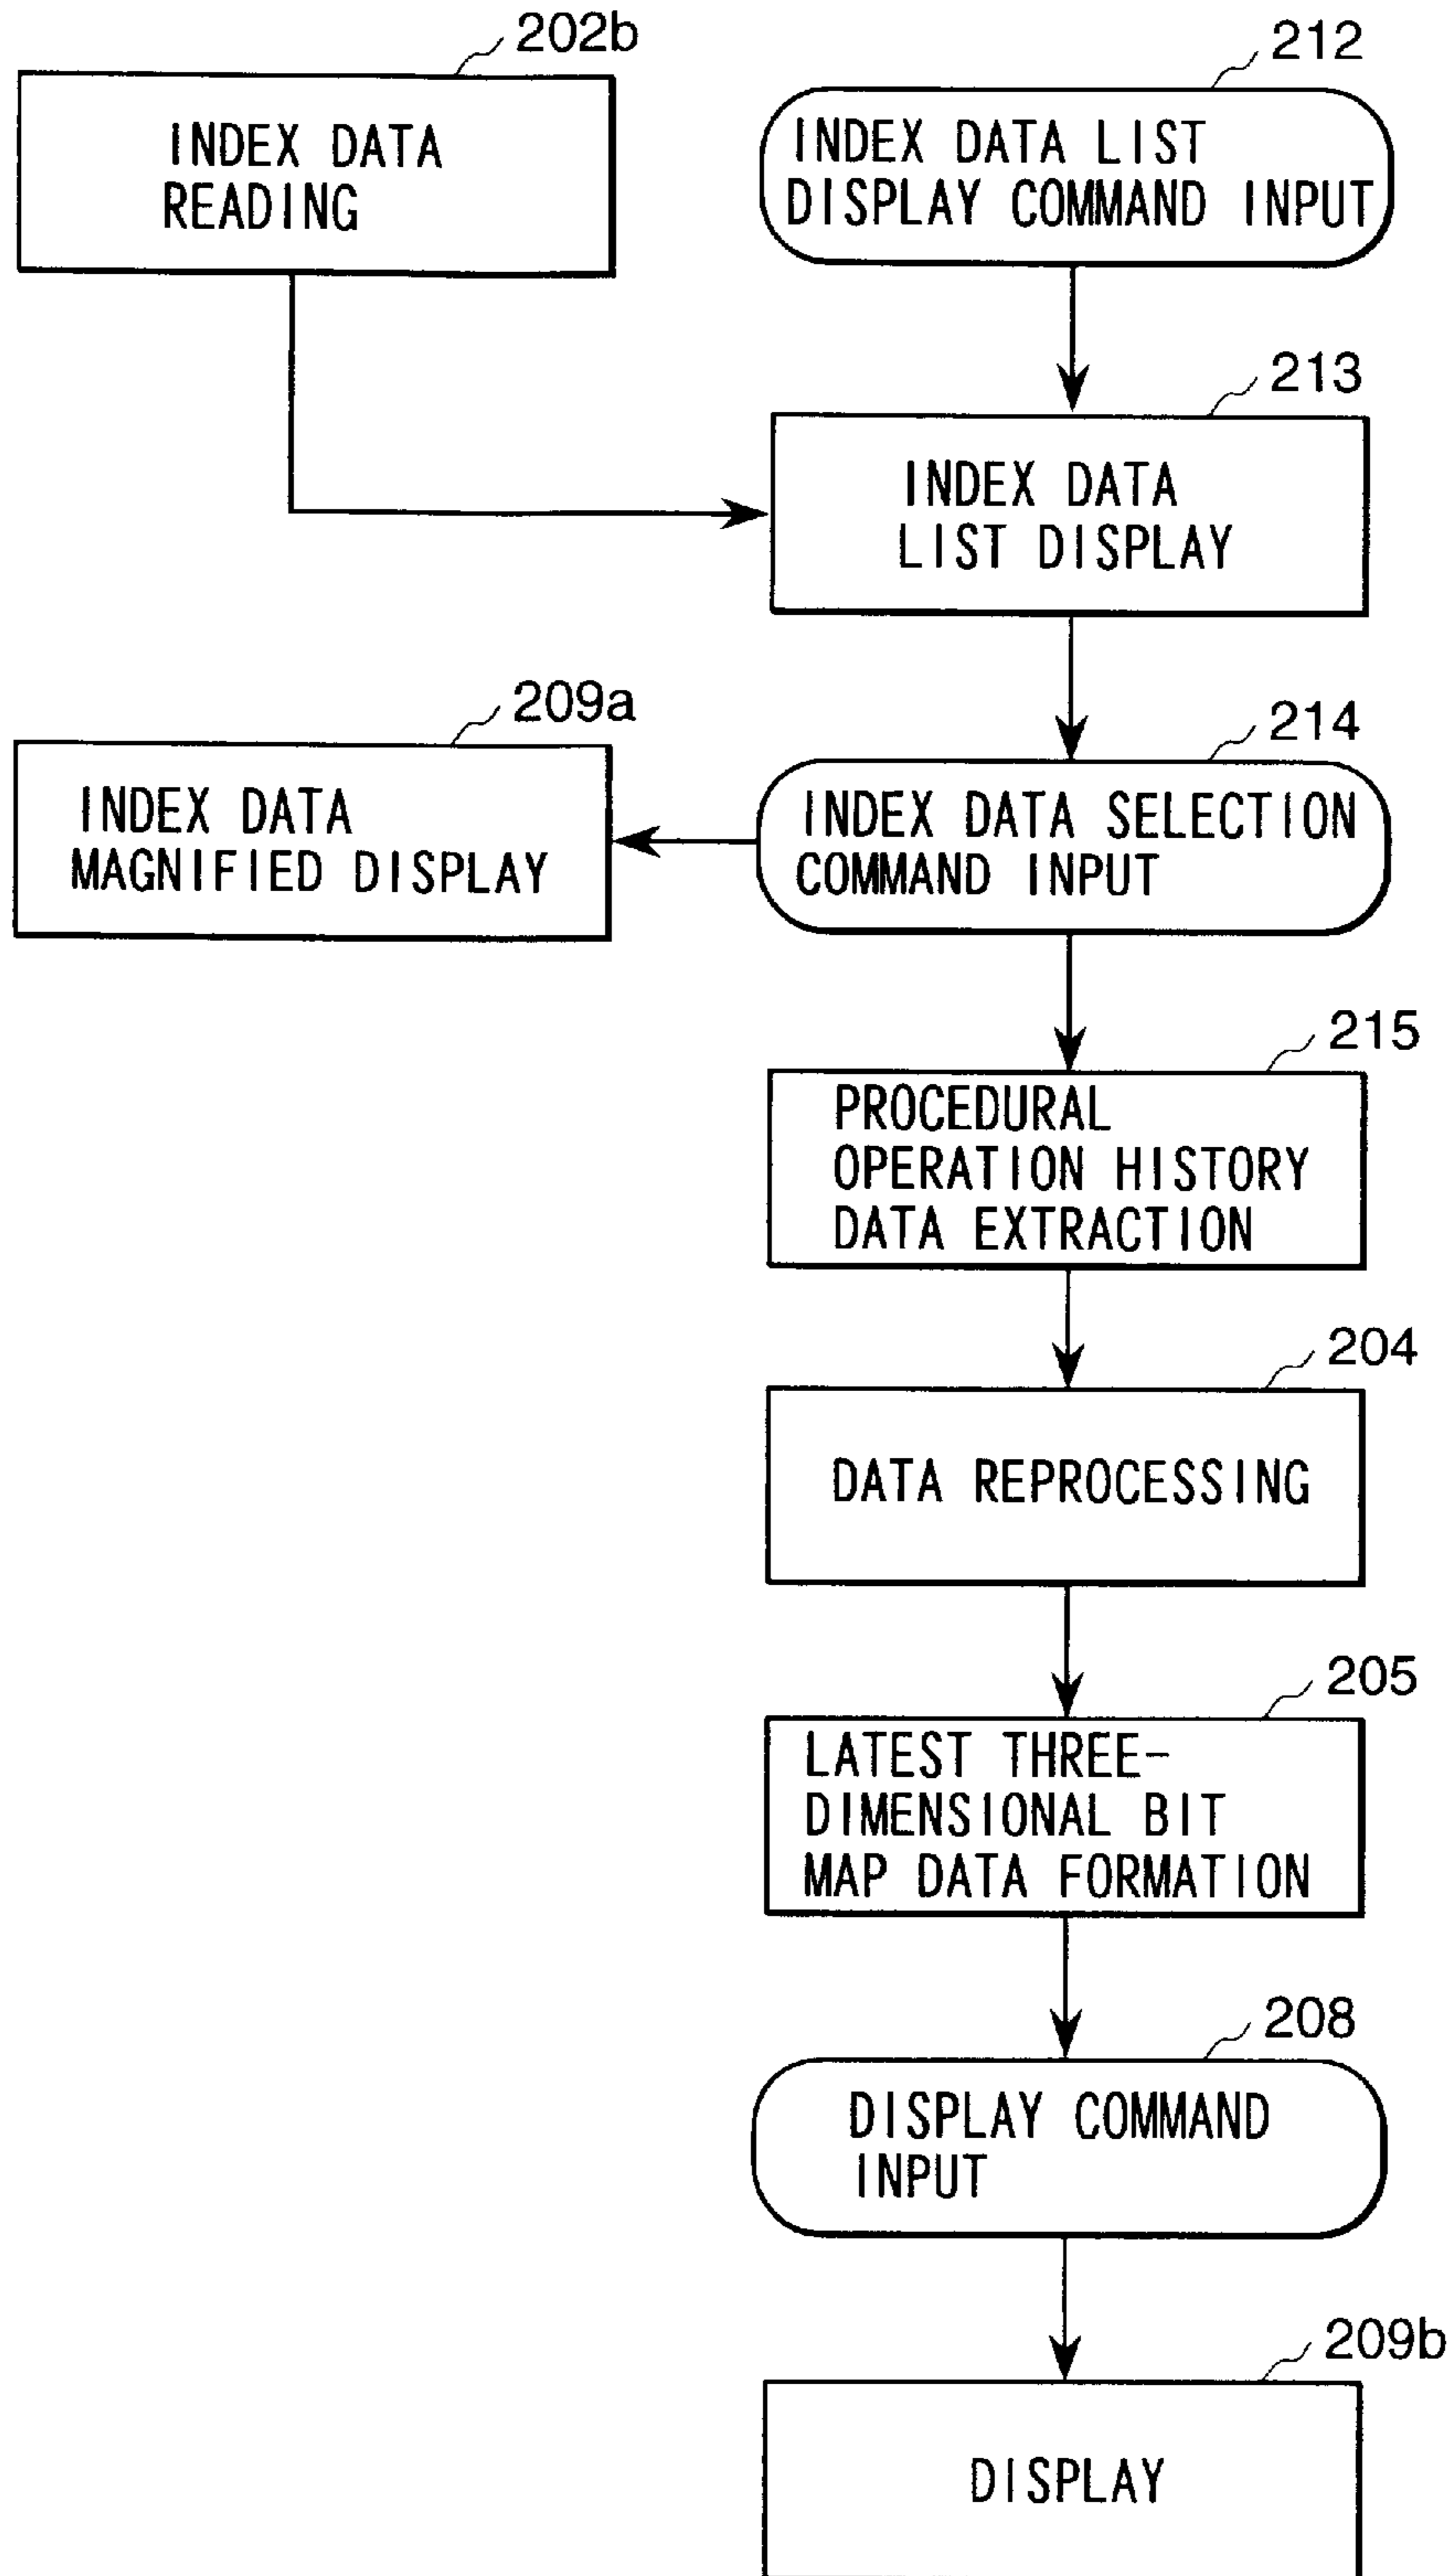 202b
INDEX DATA
READING
212
INDEX DATA LIST
DISPLAY COMMAND INPUT
213
INDEX DATA
LIST DISPLAY
209a
INDEX DATA
MAGNIFIED DISPLAY
214
INDEX DATA SELECTION
COMMAND INPUT
215
PROCEDURAL
OPERATION HISTORY
DATA EXTRACTION
204
DATA REPROCESSING
205
LATEST THREE-
DIMENSIONAL BIT
MAP DATA FORMATION
208
DISPLAY COMMAND
INPUT
209b
DISPLAY